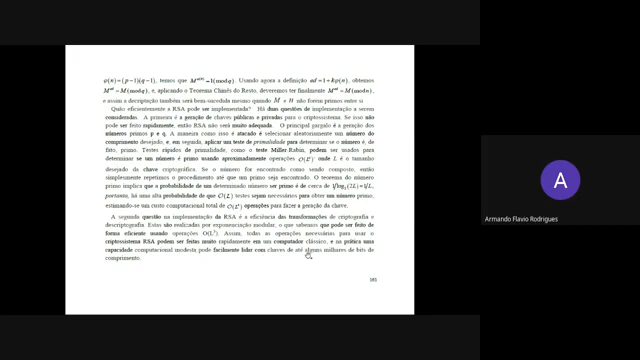 φ(n)=(p−1)(q−1), temos que M^φ(n)=1(modq). Usando agora a definição ed=1+kφ(n), obtemos
M^ed=M(modq), e, aplicando o Teorema Chinês do Resto, deveremos ter finalmente M^ed=M(modn),
e assim a decriptação também será bem-sucedida mesmo quando M e n não forem primos entre si
Quão eficientemente a RSA pode ser implementada? Há duas questões de implementação a serem
consideradas. A primeira é a geração de chaves públicas e privadas para o criptossistema. Se isso não
pode ser feito rapidamente, então RSA não será muito adequada. O principal gargalo é a geração dos
números primos p e q. A maneira como isso é atacado é selecionar aleatoriamente um número do
comprimento desejado, e, em seguida, aplicar um teste de primalidade para determinar se o número é, de
fato, primo. Testes rápidos de primalidade, como o teste Miller-Rabin, podem ser usados para
determinar se um número é primo usando aproximadamente operações onde L é o tamanho
desejado da chave criptográfica. Se o número for encontrado como sendo composto, então
simplesmente repetimos o procedimento até que um primo seja encontrado. O teorema do número
primo implica que a probabilidade de um determinado número ser primo é de cerca de
portanto, há uma alta probabilidade de que O(L) testes sejam necessários para obter um número primo,
estimando-se um custo computacional total de operações para fazer a geração da chave.
A segunda questão na implementação da RSA é a eficiência das transformações de criptografia e
descriptografia. Estas são realizadas por exponenciação modular, o que sabemos que pode ser feito de
forma eficiente usando operações O(L³). Assim, todas as operações necessárias para usar o
criptossistema RSA podem ser feitas muito rapidamente em um computador clássico, e na prática uma
capacidade computacional modesta pode facilmente lidar com chaves de até alguns milhares de bits de
comprimento.
185
A
Armando Flavio Rodrigues